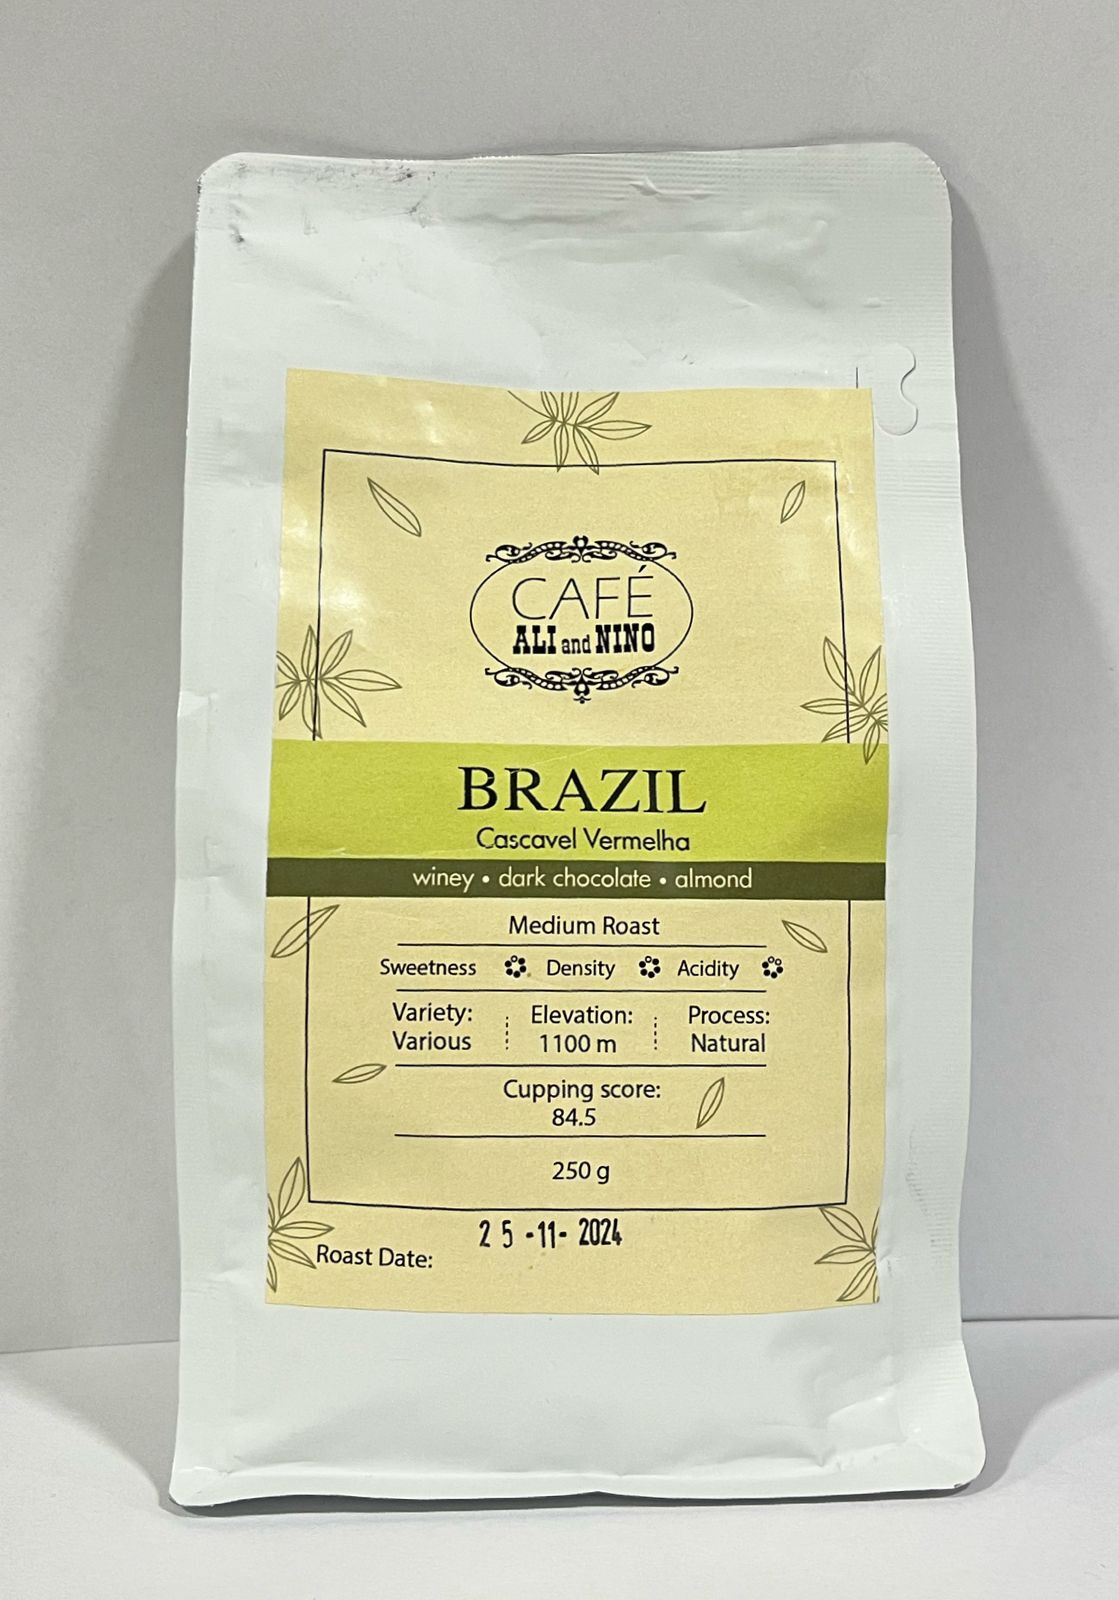 CAFÉ
ALI and NINO
BRAZIL
Cascavel Vermelha
winey • dark chocolate • almond
Medium Roast
Sweetness Density Acidity
Variety: Elevation: Process:
Various 1100 m Natural
Cupping score:
84.5
250 g
25-11-2024
Roast Date: